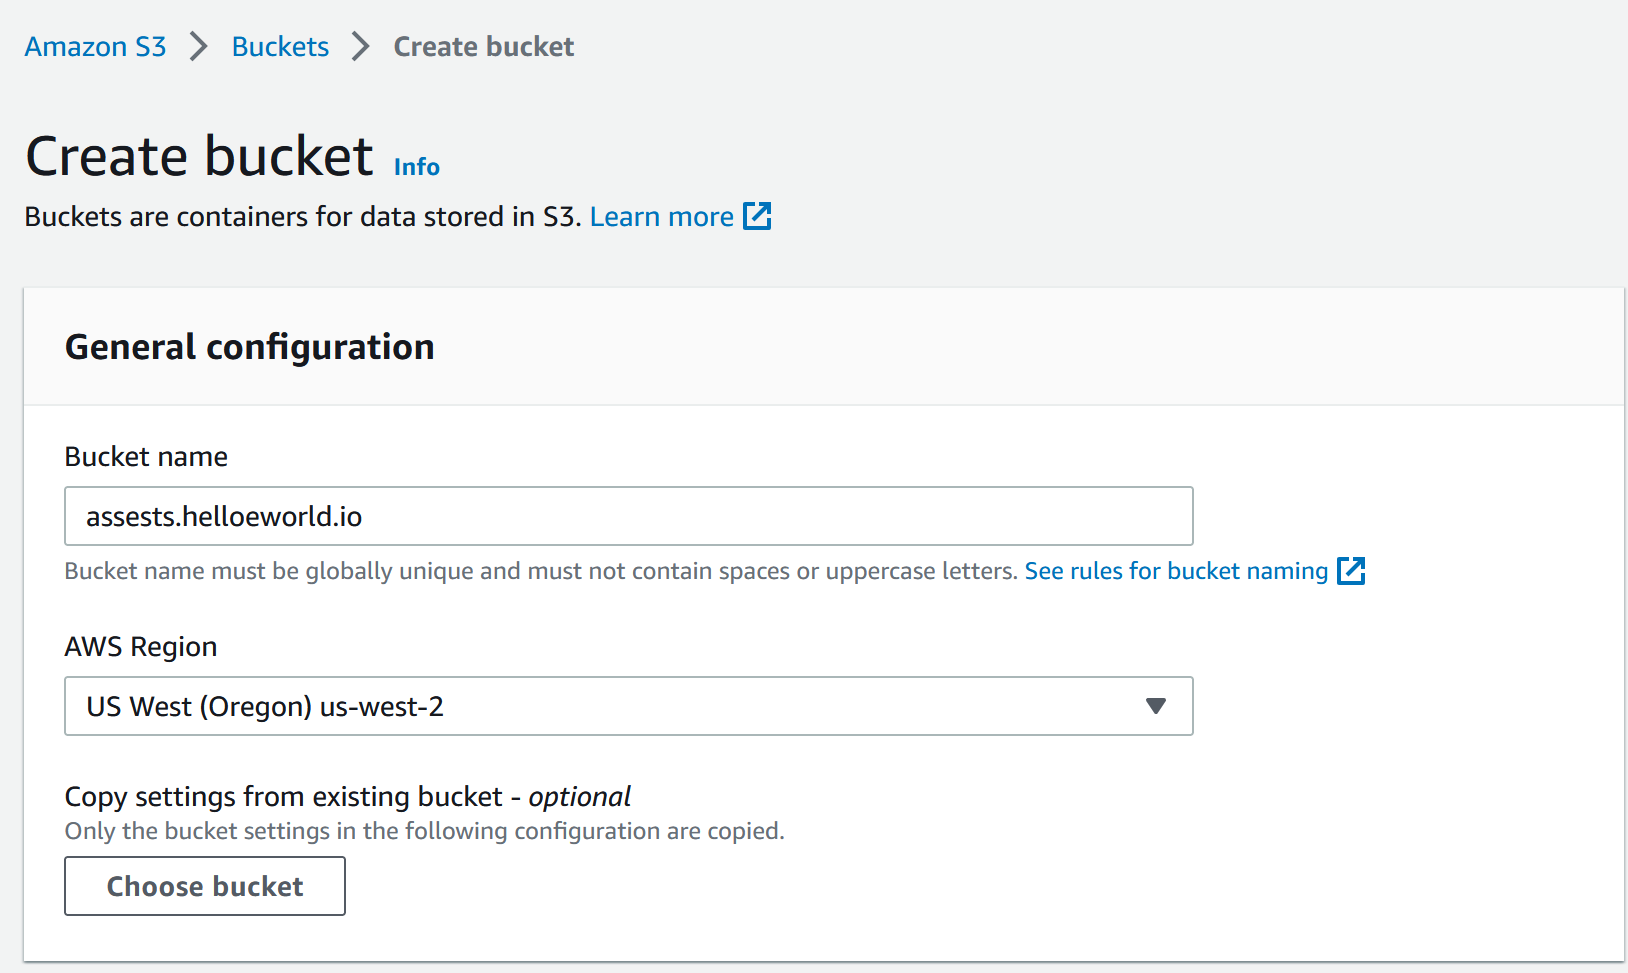 Amazon S3 > Buckets > Create bucket
Create bucket Info
Buckets are containers for data stored in S3. Learn more
General configuration
Bucket name
assests.helloeworld.io
Bucket name must be globally unique and must not contain spaces or uppercase letters. See rules for bucket naming
AWS Region
US West (Oregon) us-west-2
Copy settings from existing bucket - optional
Only the bucket settings in the following configuration are copied.
Choose bucket